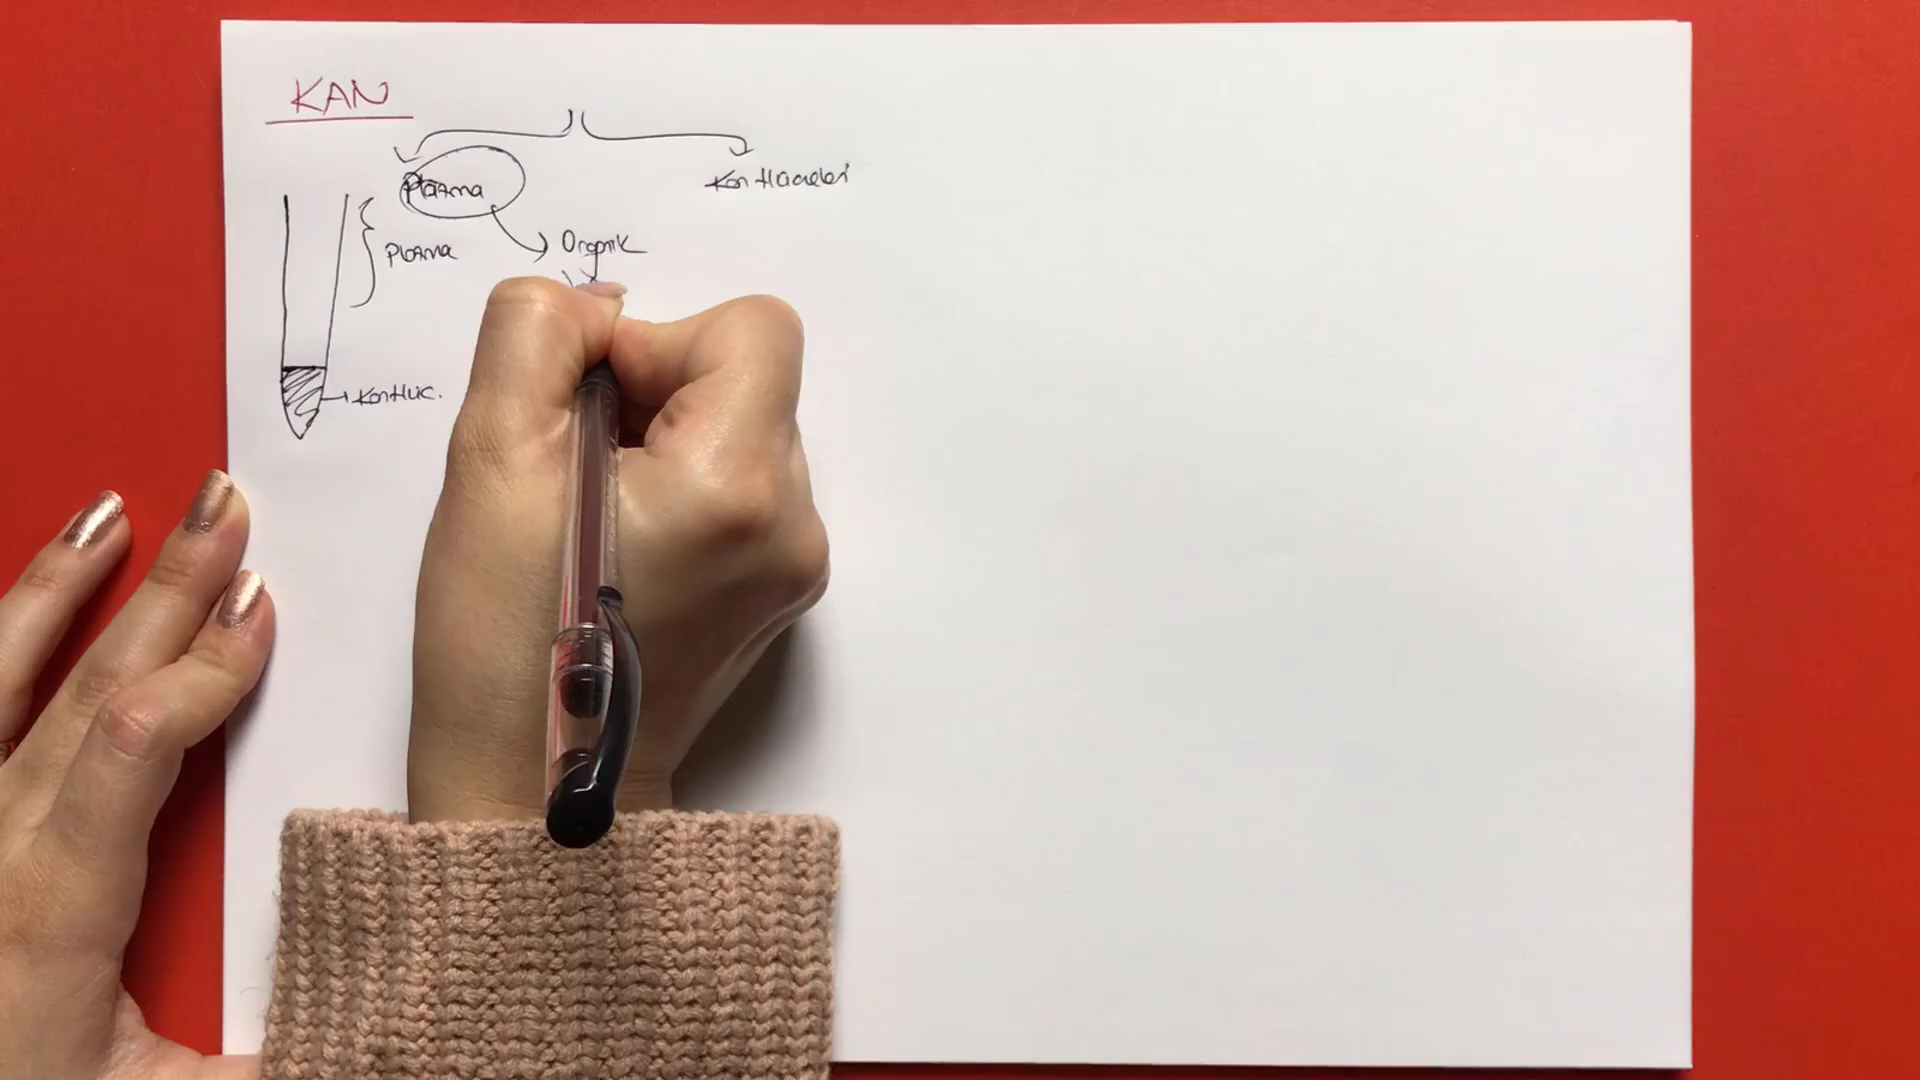 KAN
Plazma
Kan Hücreleri
Plazma
Organik
Kan Hüc.